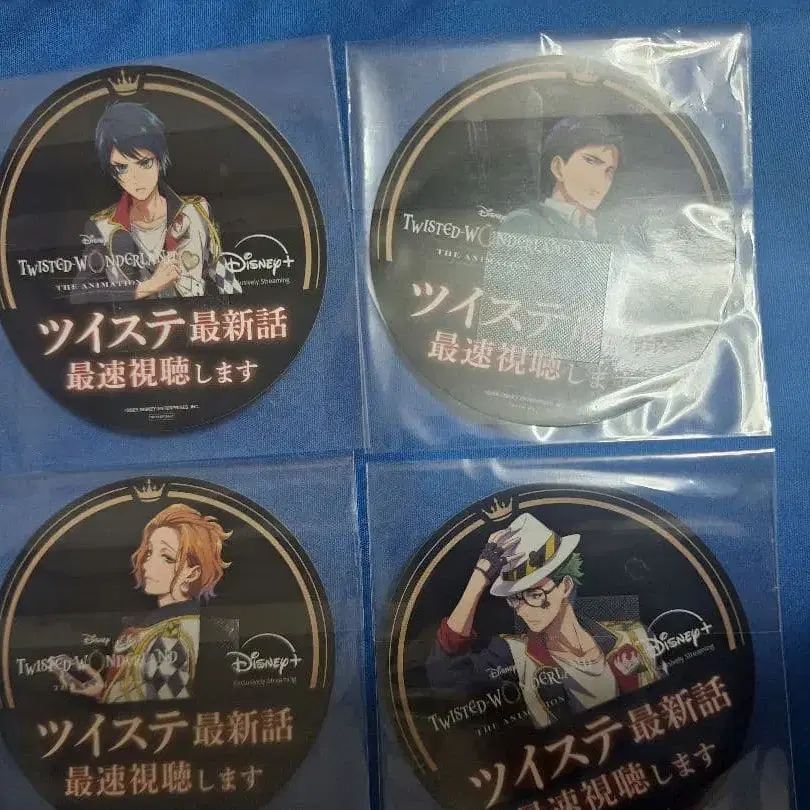 Disney
TWISTED-WONDERLAND
THE ANIMATION
Disney+
Exclusively Streaming
ツイステ最新話
最速視聴します
Disney
TWISTED-WONDERLAND
THE ANIMATION
ツイステ最新話
最速視聴します
Disney
TWISTED-WONDERLAND
Disney+
Exclusively Streaming
ツイステ最新話
最速視聴します
Disney
TWISTED-WONDERLAND
THE ANIMATION
Disney+
Exclusively Streaming
ツイステ最新話
最速視聴します